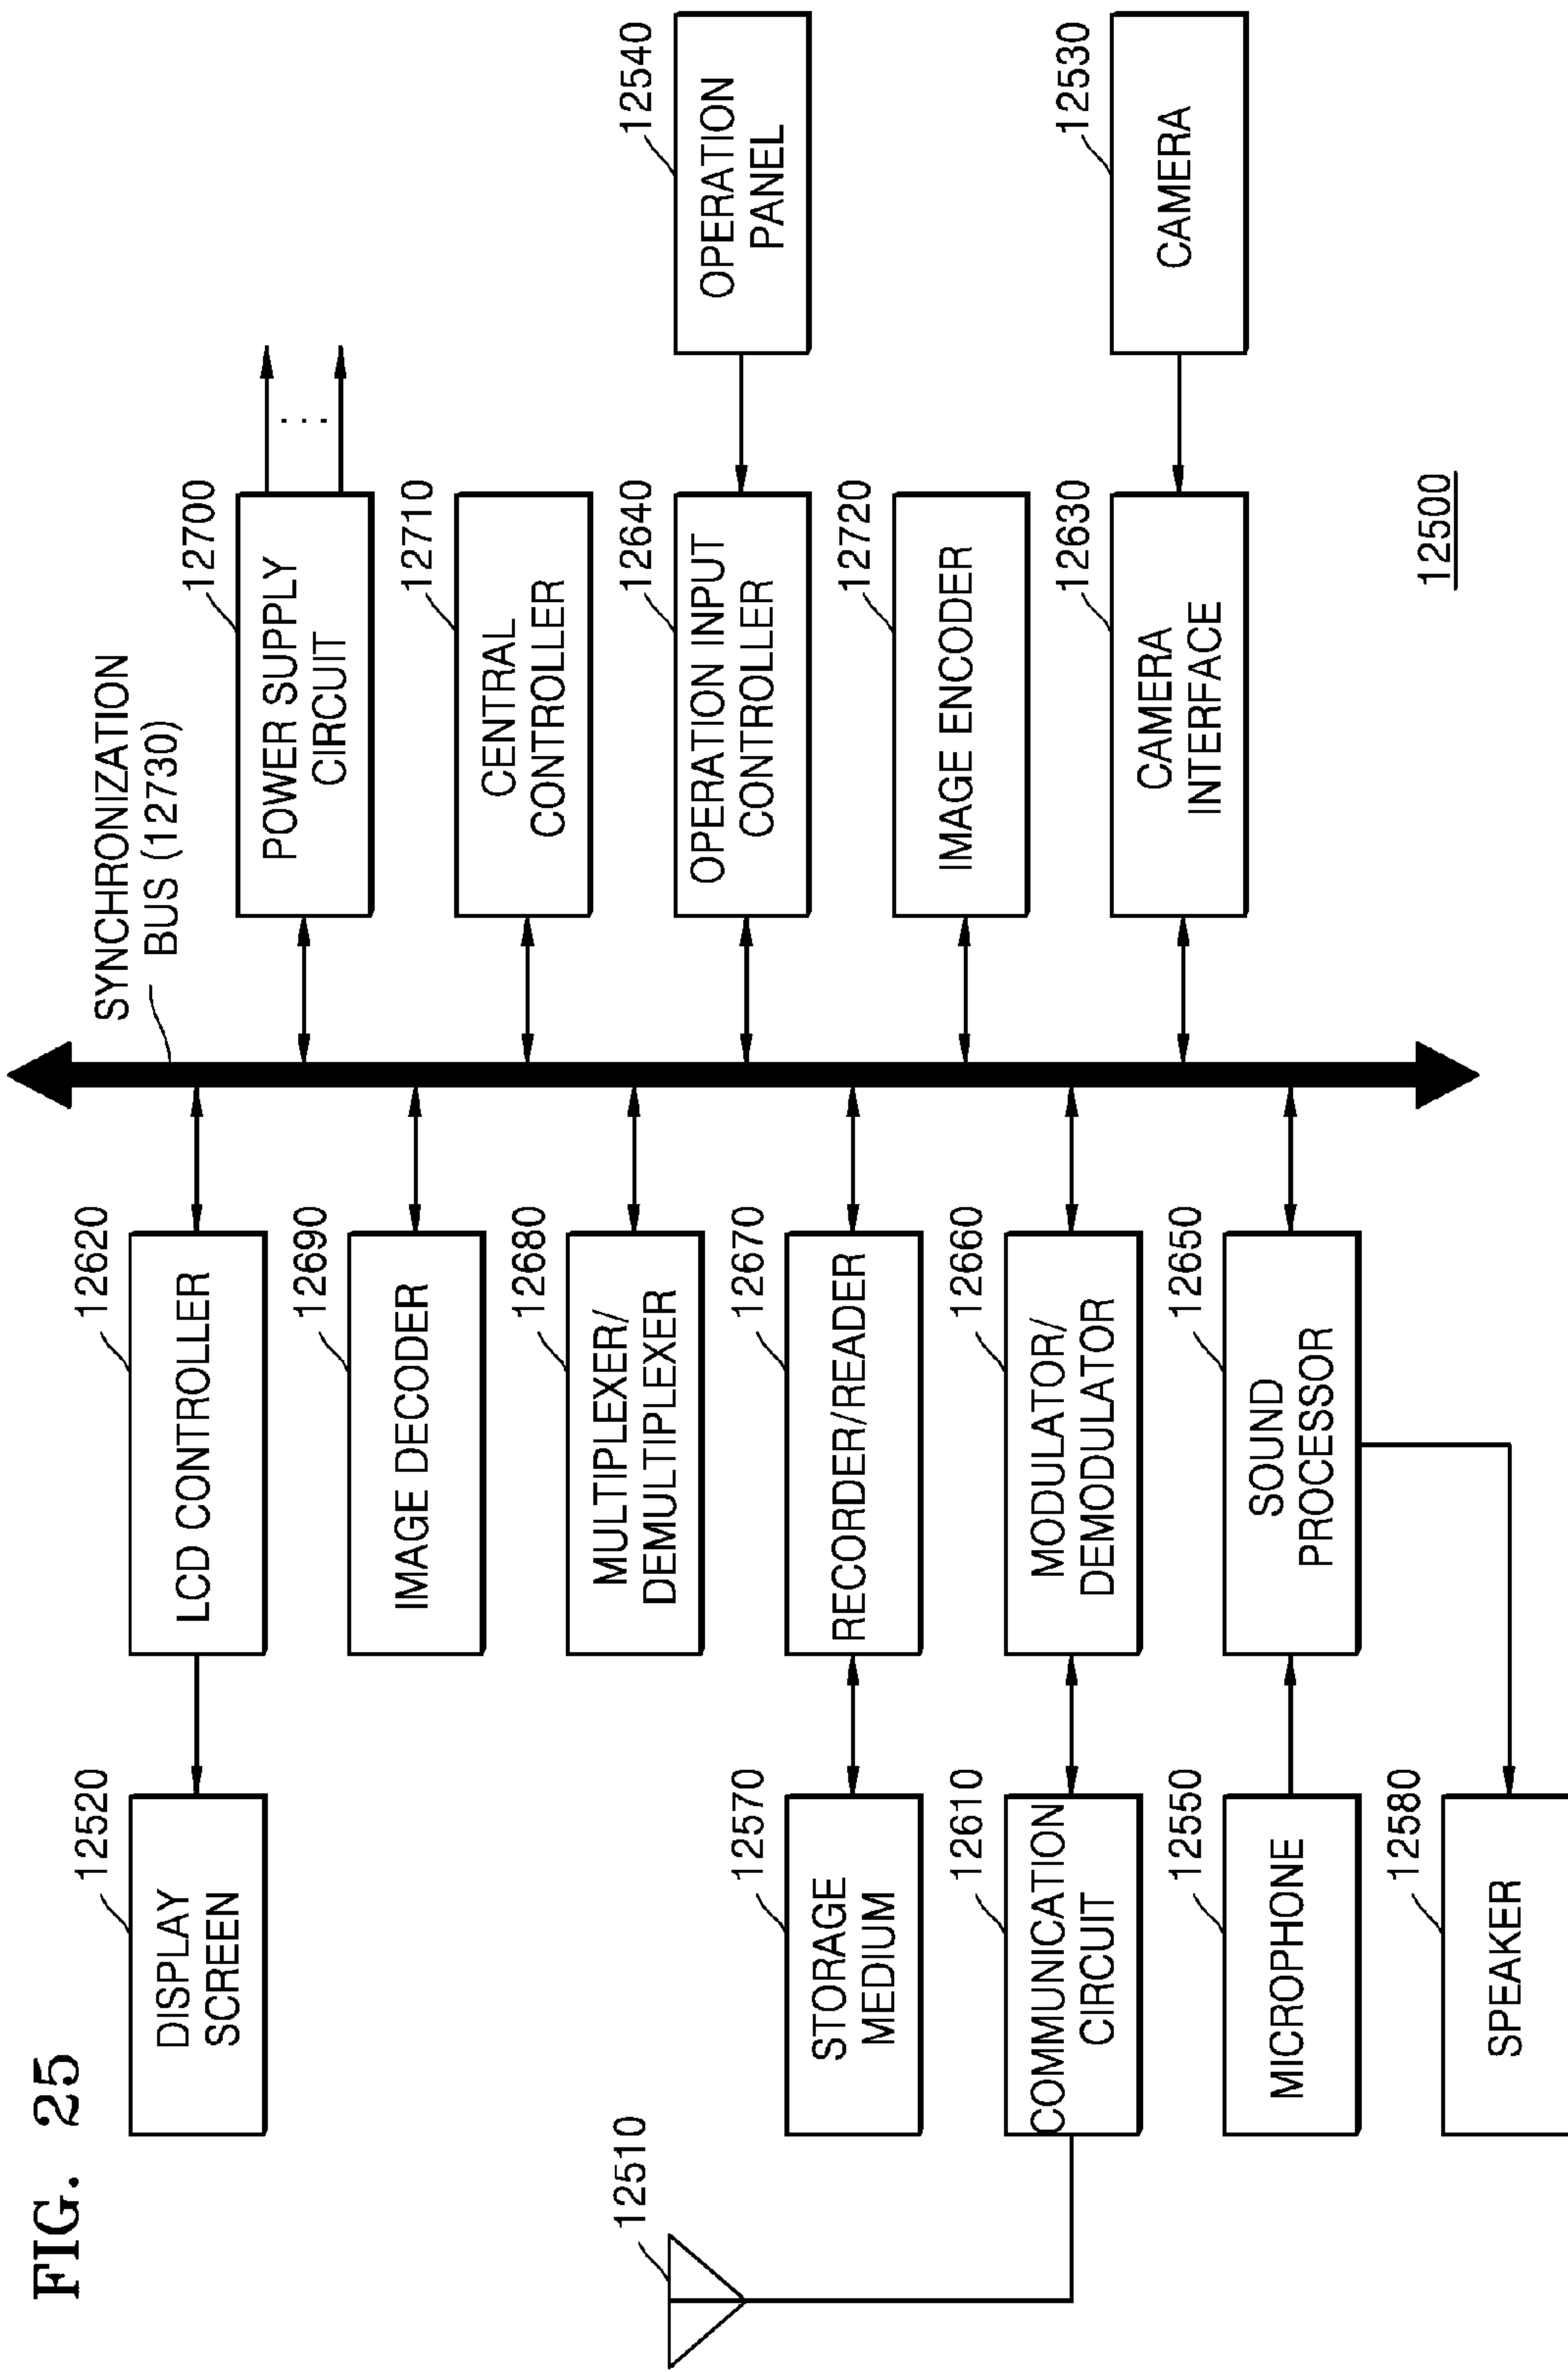 FIG. 25
12510
12520
DISPLAY
SCREEN
12570
STORAGE
MEDIUM
12610
COMMUNICATION
CIRCUIT
12550
MICROPHONE
12580
SPEAKER
12620
LCD CONTROLLER
12690
IMAGE DECODER
12680
MULTIPLEXER/
DEMULTIPLEXER
12670
RECORDER/READER
12660
MODULATOR/
DEMODULATOR
12650
SOUND
PROCESSOR
SYNCHRONIZATION
BUS (12730)
12700
POWER SUPPLY
CIRCUIT
...
12710
CENTRAL
CONTROLLER
12640
OPERATION INPUT
CONTROLLER
12720
IMAGE ENCODER
12630
CAMERA
INTERFACE
12540
OPERATION
PANEL
12530
CAMERA
12500